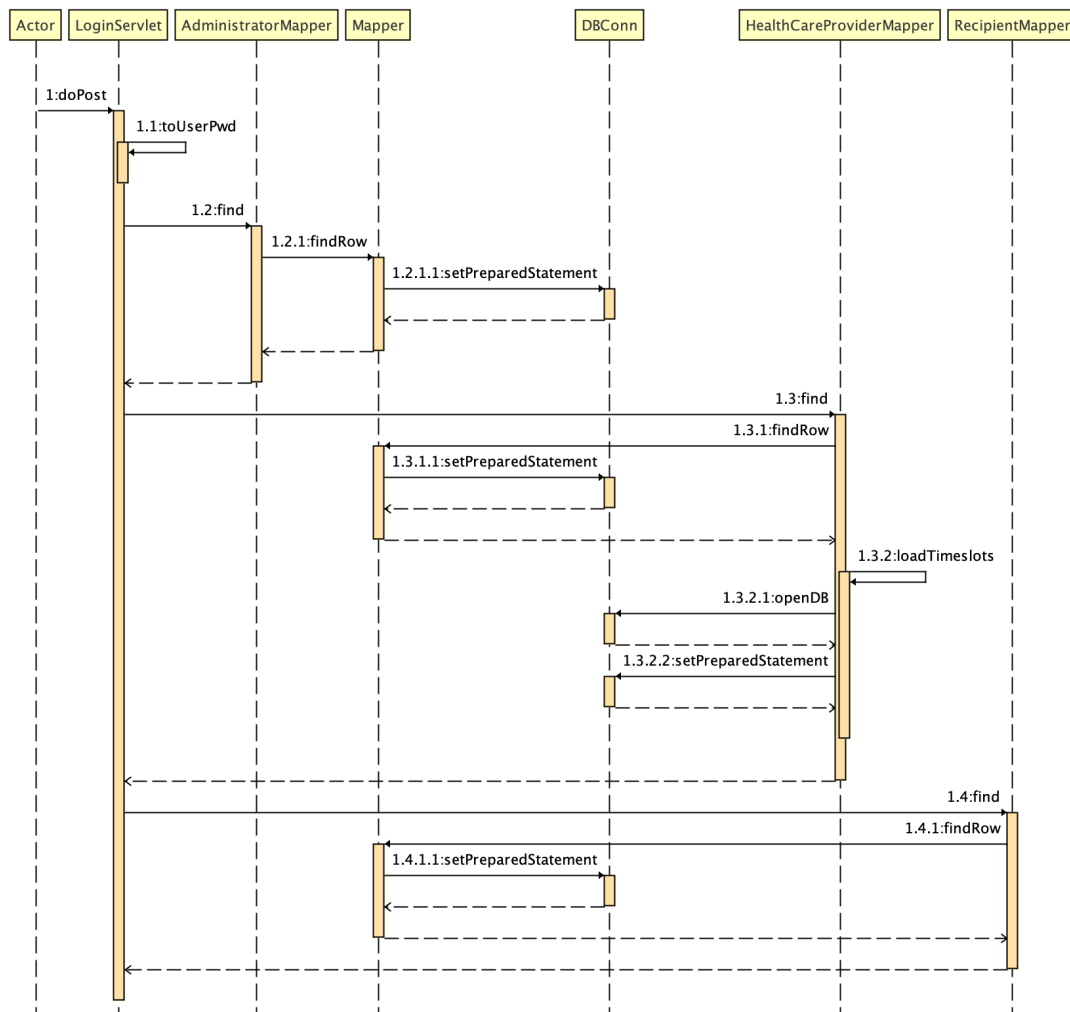 Actor LoginServlet AdministratorMapper Mapper DBConn HealthCareProviderMapper RecipientMapper
1:doPost
1.1:toUserPwd
1.2:find
1.2.1:findRow
1.2.1.1:setPreparedStatement
1.3:find
1.3.1:findRow
1.3.1.1:setPreparedStatement
1.3.2:loadTimeslots
1.3.2.1:openDB
1.3.2.2:setPreparedStatement
1.4:find
1.4.1:findRow
1.4.1.1:setPreparedStatement